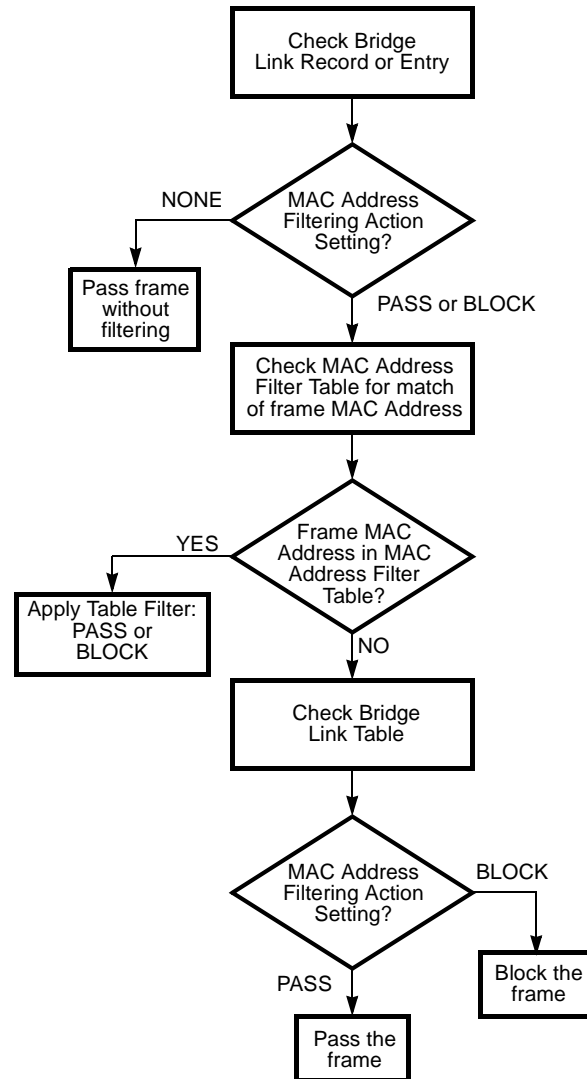 Check Bridge
Link Record or Entry
MAC Address
Filtering Action
Setting?
NONE
Pass frame
without
filtering
PASS or BLOCK
Check MAC Address
Filter Table for match
of frame MAC Address
Frame MAC
Address in MAC
Address Filter
Table?
YES
Apply Table Filter:
PASS or
BLOCK
NO
Check Bridge
Link Table
MAC Address
Filtering Action
Setting?
BLOCK
Block the
frame
PASS
Pass the
frame